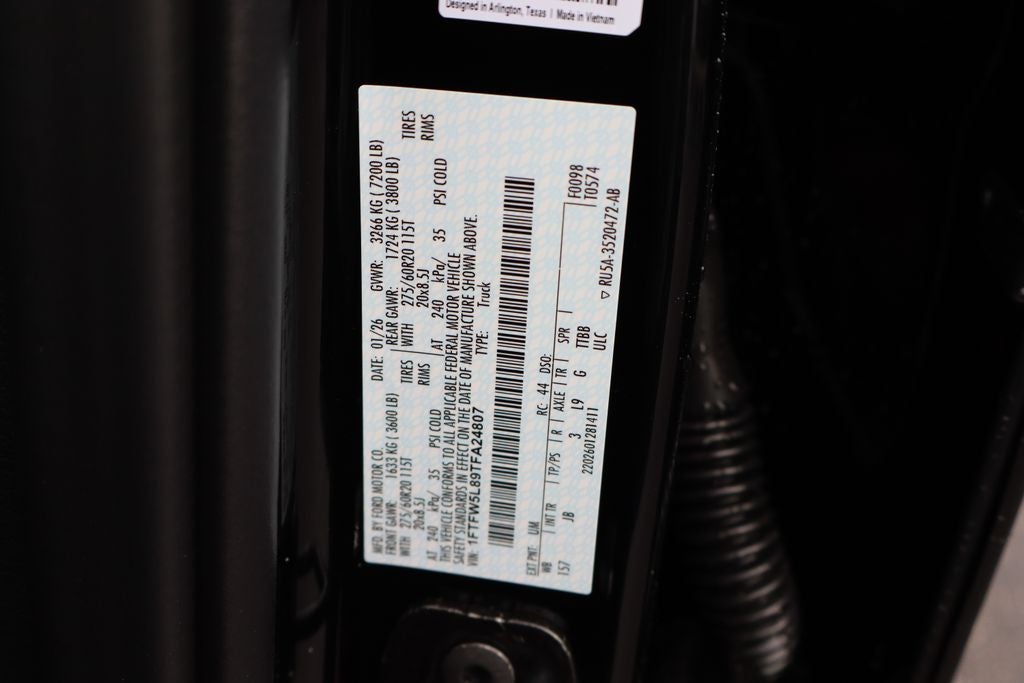 Designed in Arlington, Texas | Made in Vietnam
MFD. BY FORD MOTOR CO. DATE: 01/26 GVWR: 3266 KG ( 7200 LB)
FRONT GAWR: 1633 KG ( 3600 LB) REAR GAWR: 1724 KG ( 3800 LB)
WITH 275/60R20 115T TIRES WITH 275/60R20 115T TIRES
20x8.5J RIMS 20x8.5J RIMS
AT 240 kPa/ 35 PSI COLD AT 240 kPa/ 35 PSI COLD
THIS VEHICLE CONFORMS TO ALL APPLICABLE FEDERAL MOTOR VEHICLE
SAFETY STANDARDS IN EFFECT ON THE DATE OF MANUFACTURE SHOWN ABOVE.
VIN: 1FTFW5L89TFA24807 TYPE: Truck
EXT PNT: UM RC: 44 DSO: F0098
WB | INT TR | TP/PS | R | AXLE | TR | SPR | T0574
157 JB 3 L9 G TTBB
2202601281411 ULC ▽ RU5A-3520472-AB